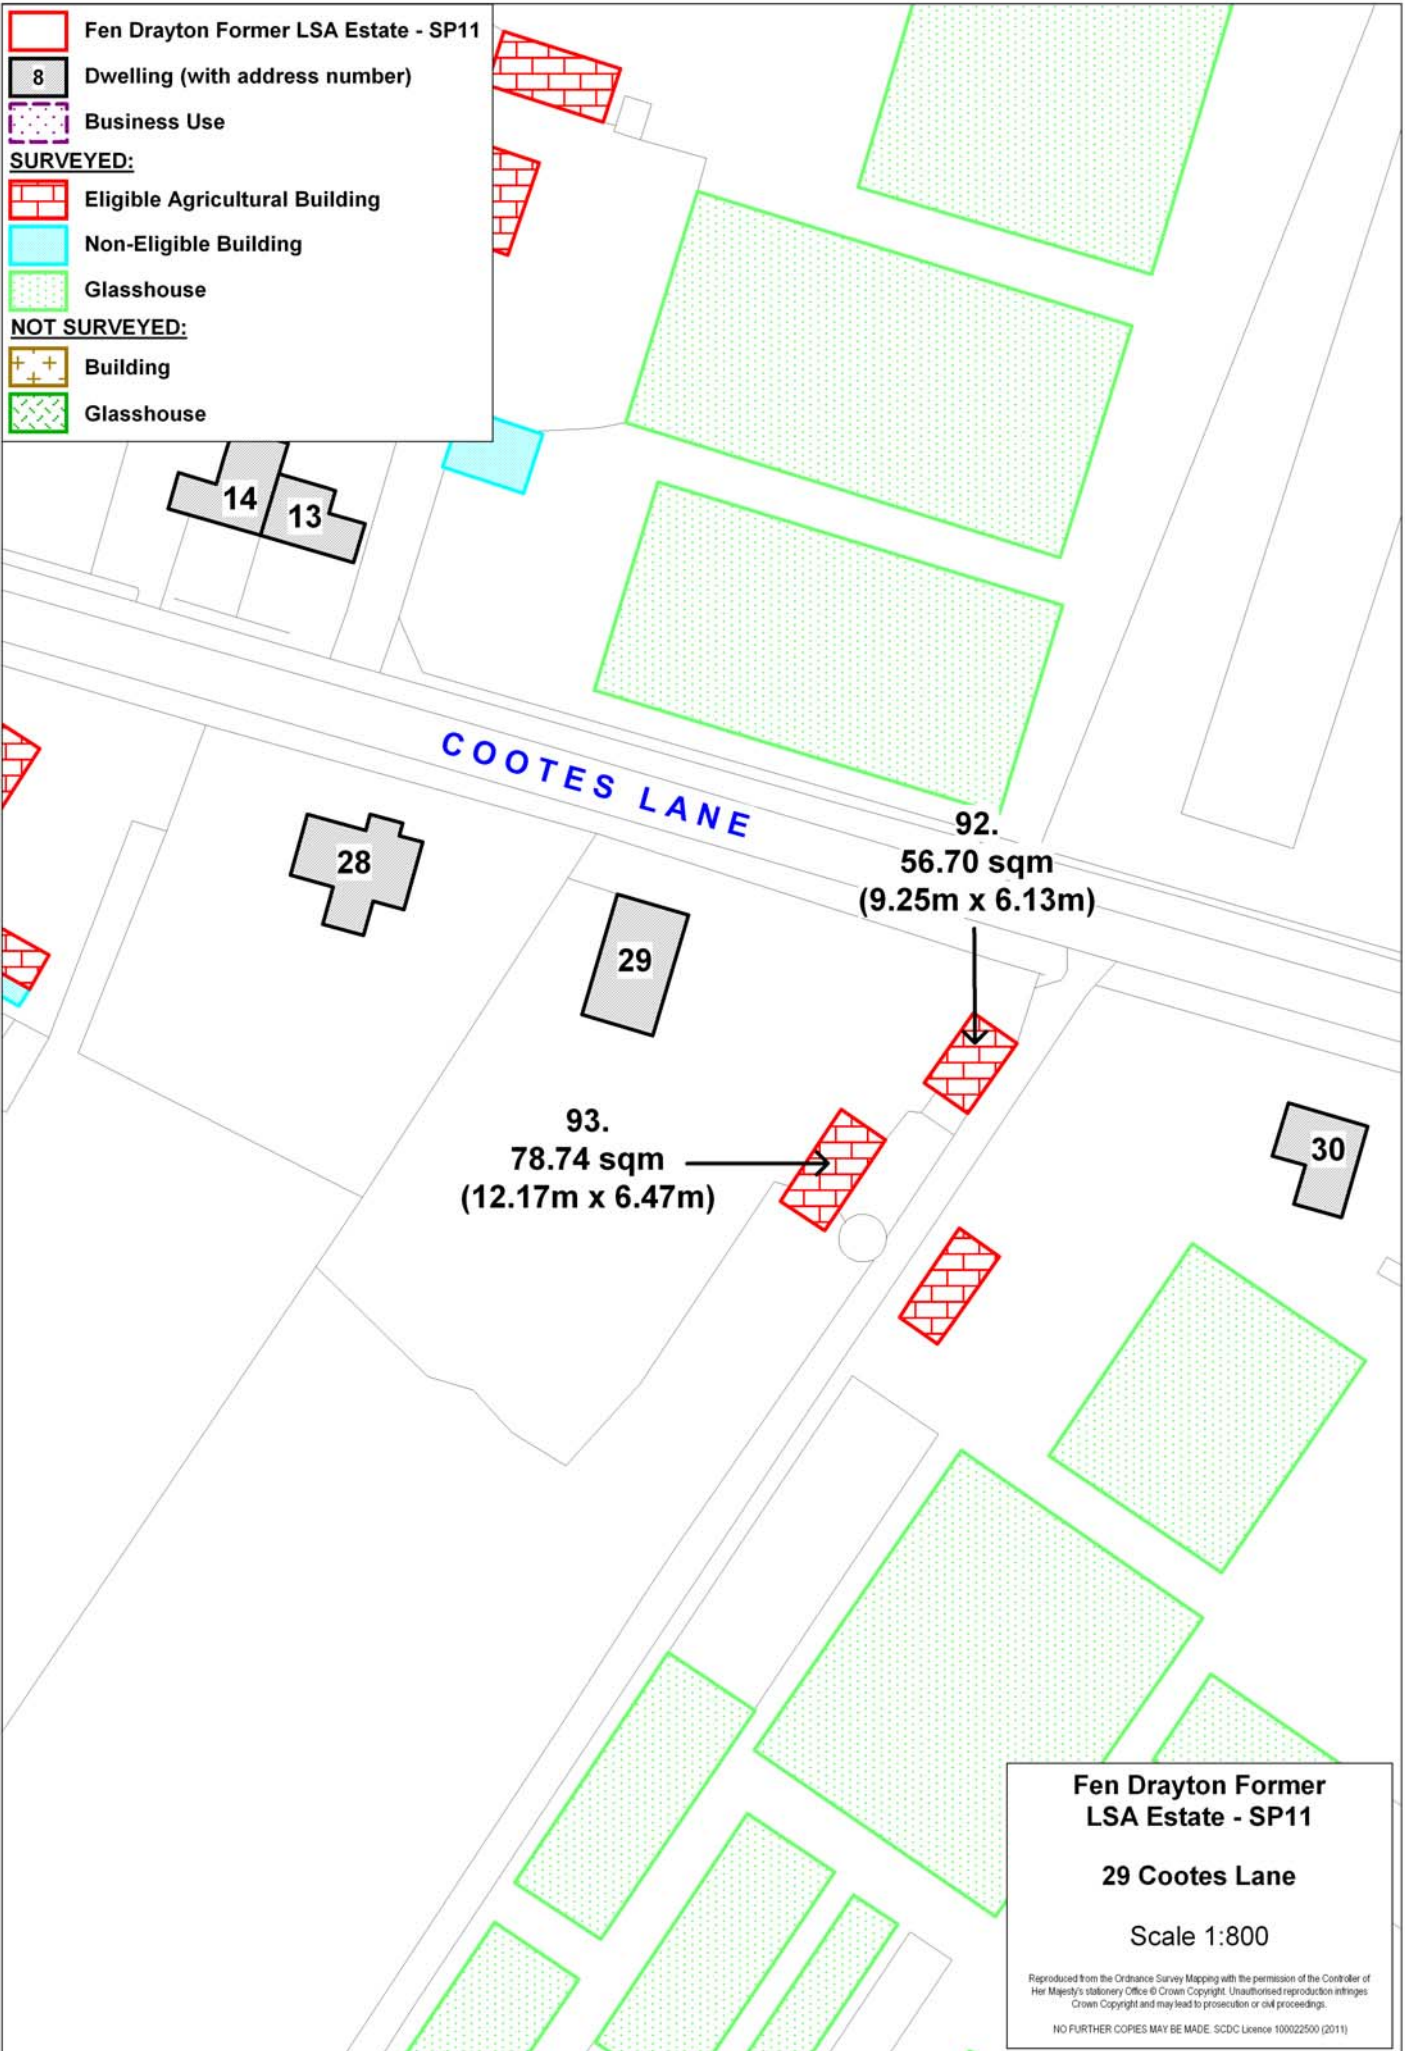 Fen Drayton Former LSA Estate - SP11
8 Dwelling (with address number)
Business Use
SURVEYED:
Eligible Agricultural Building
Non-Eligible Building
Glasshouse
NOT SURVEYED:
Building
Glasshouse
14
13
COOTES LANE
28
29
92.
56.70 sqm
(9.25m x 6.13m)
93.
78.74 sqm
(12.17m x 6.47m)
30
Fen Drayton Former
LSA Estate - SP11
29 Cootes Lane
Scale 1:800
Reproduced from the Ordnance Survey Mapping with the permission of the Controller of
Her Majesty's stationery Office © Crown Copyright. Unauthorised reproduction infringes
Crown Copyright and may lead to prosecution or civil proceedings.
NO FURTHER COPIES MAY BE MADE. SCDC Licence 100022500 (2011)